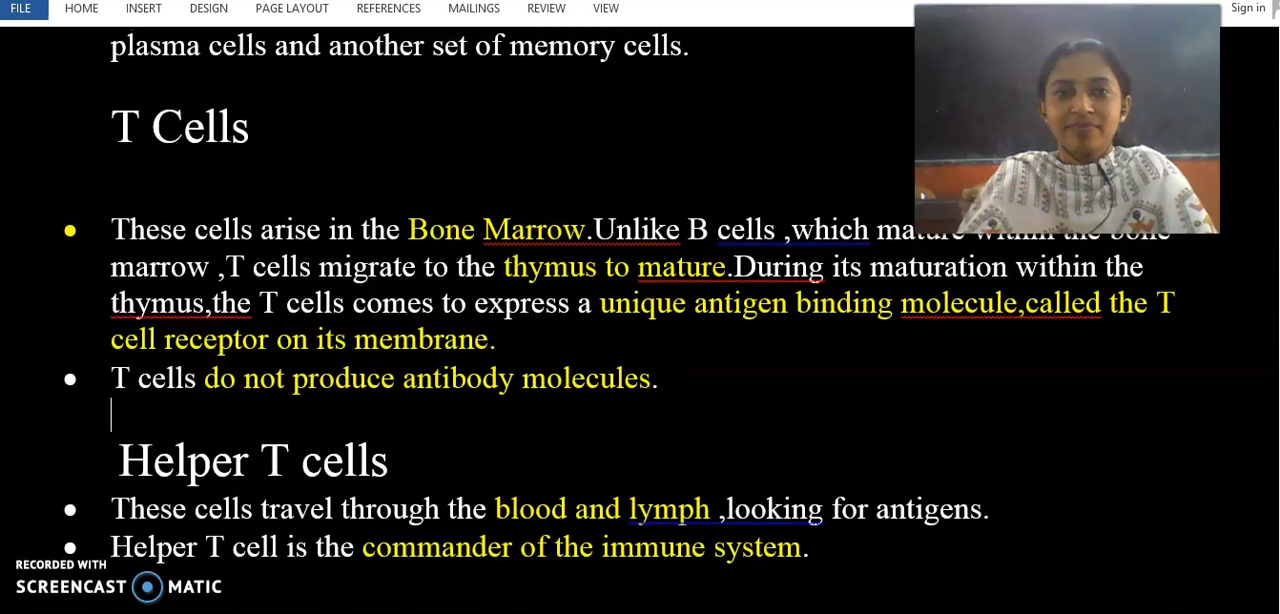 FILE HOME INSERT DESIGN PAGE LAYOUT REFERENCES MAILINGS REVIEW VIEW Sign in
plasma cells and another set of memory cells.
T Cells
These cells arise in the Bone Marrow.Unlike B cells ,which mature within the bone
marrow ,T cells migrate to the thymus to mature.During its maturation within the
thymus,the T cells comes to express a unique antigen binding molecule,called the T
cell receptor on its membrane.
T cells do not produce antibody molecules.
Helper T cells
These cells travel through the blood and lymph ,looking for antigens.
Helper T cell is the commander of the immune system.
RECORDED WITH
SCREENCAST MATIC